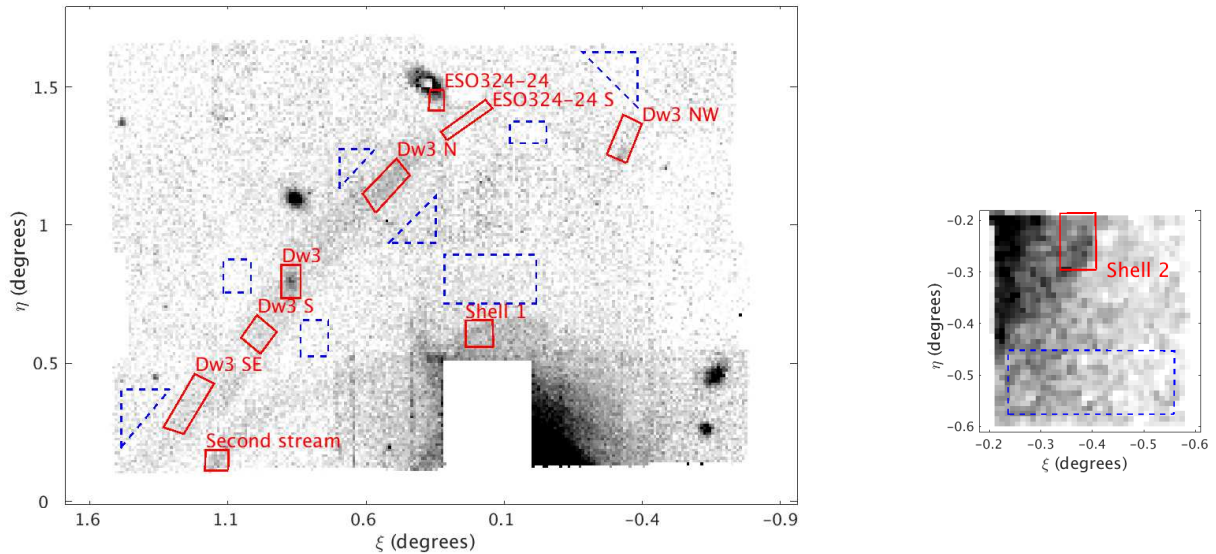 1.5
1
0.5
0
η (degrees)
1.6
1.1
0.6
0.1
−0.4
−0.9
ξ (degrees)
ESO324−24
ESO324−24 S
Dw3 NW
Dw3 N
Dw3
Dw3 S
Shell 1
Dw3 SE
Second stream
-0.2
-0.3
-0.4
-0.5
-0.6
η (degrees)
Shell 2
-0.2
-0.3
-0.4
-0.5
-0.6
ξ (degrees)